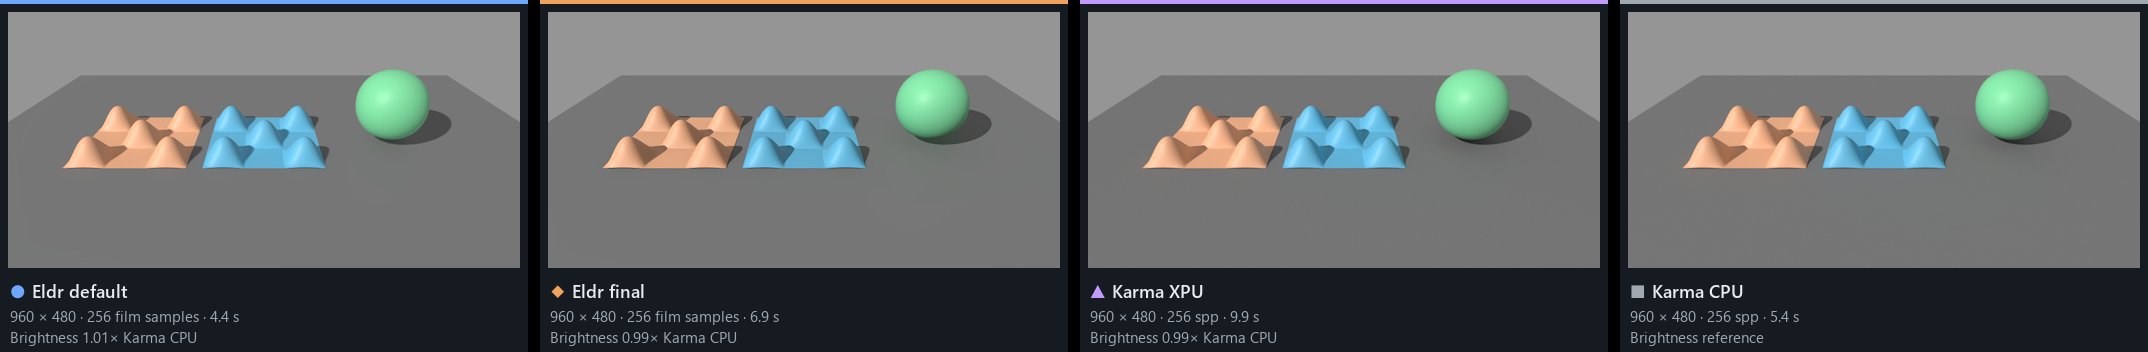 Eldr default
960 × 480 · 256 film samples · 4.4 s
Brightness 1.01× Karma CPU
Eldr final
960 × 480 · 256 film samples · 6.9 s
Brightness 0.99× Karma CPU
Karma XPU
960 × 480 · 256 spp · 9.9 s
Brightness 0.99× Karma CPU
Karma CPU
960 × 480 · 256 spp · 5.4 s
Brightness reference